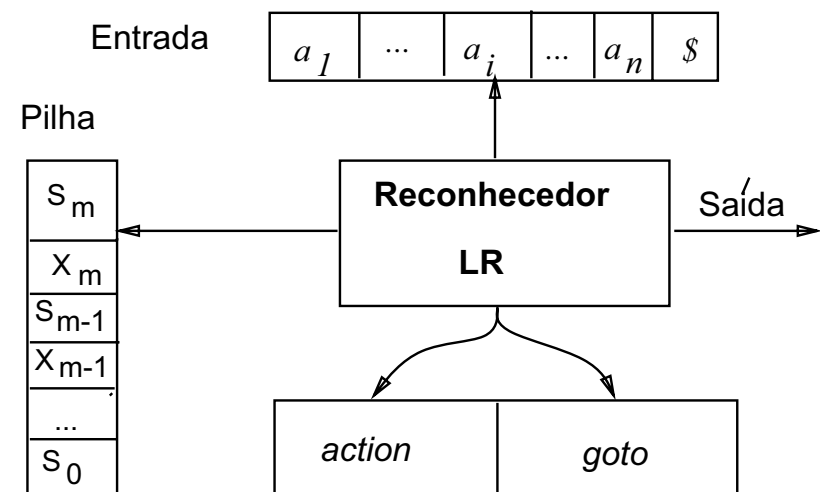 Entrada
a1 ... ai ... an $
Pilha
Sm
Xm
Sm-1
Xm-1
...
S0
Reconhecedor
LR
Saída
action goto